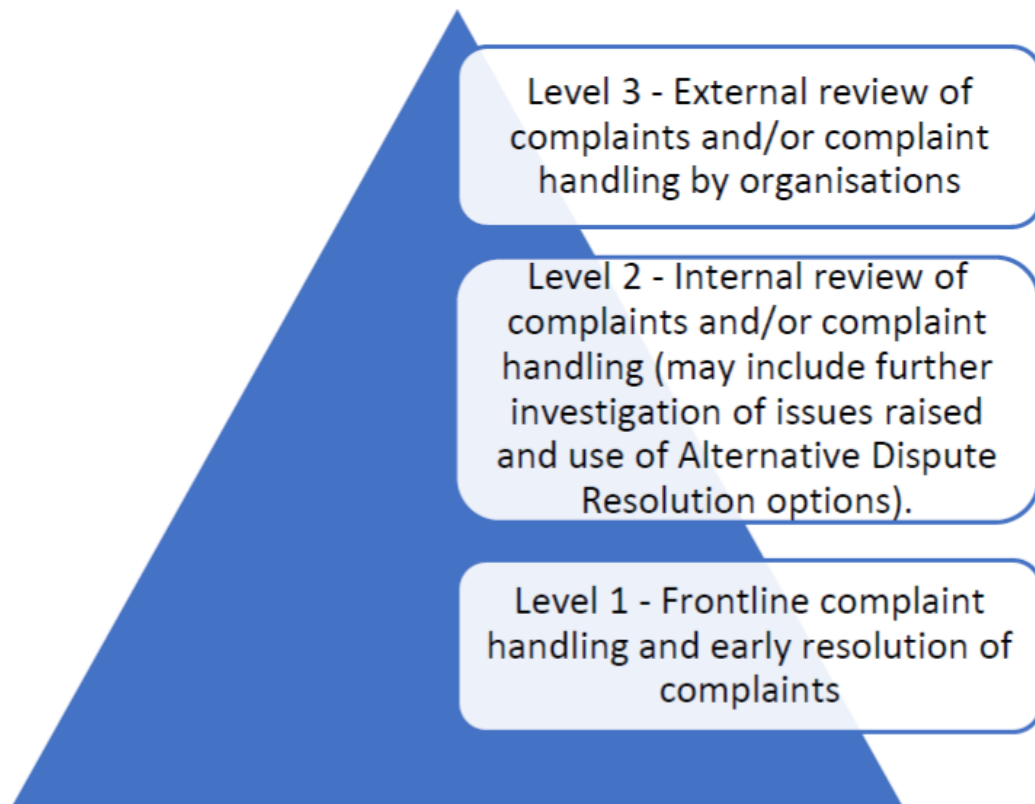 Level 3 - External review of
complaints and/or complaint
handling by organisations
Level 2 - Internal review of
complaints and/or complaint
handling (may include further
investigation of issues raised
and use of Alternative Dispute
Resolution options).
Level 1 - Frontline complaint
handling and early resolution of
complaints